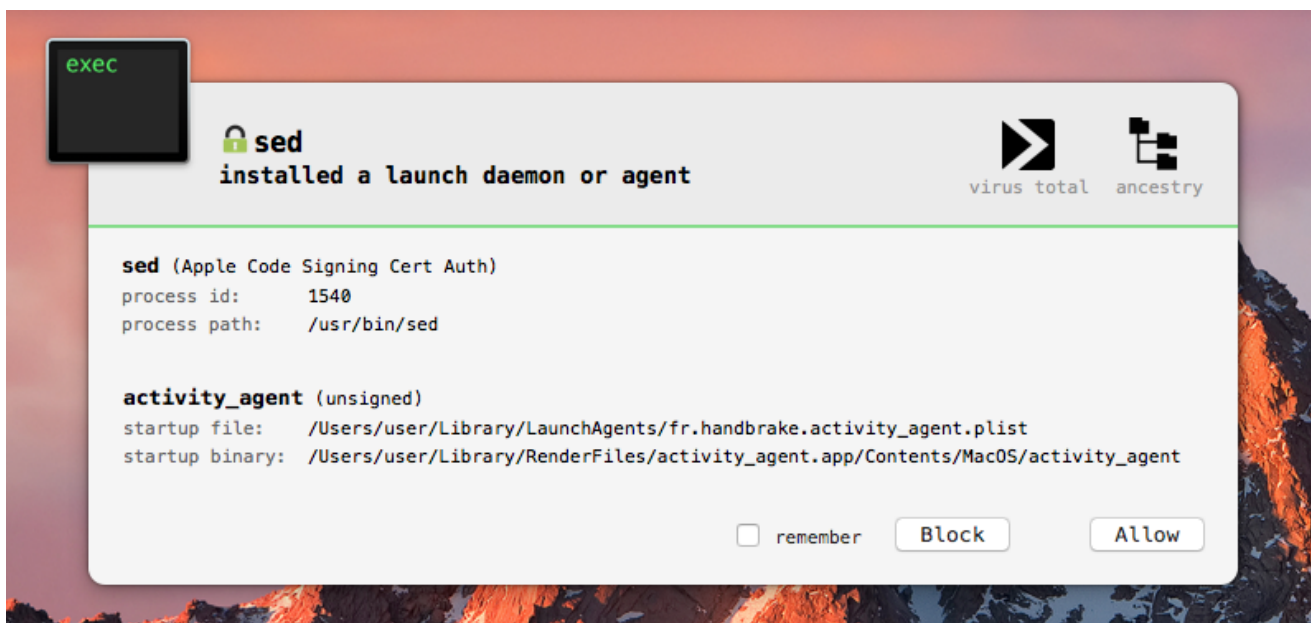 exec
sed
installed a launch daemon or agent
virus total
ancestry
sed (Apple Code Signing Cert Auth)
process id: 1540
process path: /usr/bin/sed
activity_agent (unsigned)
startup file: /Users/user/Library/LaunchAgents/fr.handbrake.activity_agent.plist
startup binary: /Users/user/Library/RenderFiles/activity_agent.app/Contents/MacOS/activity_agent
remember
Block
Allow